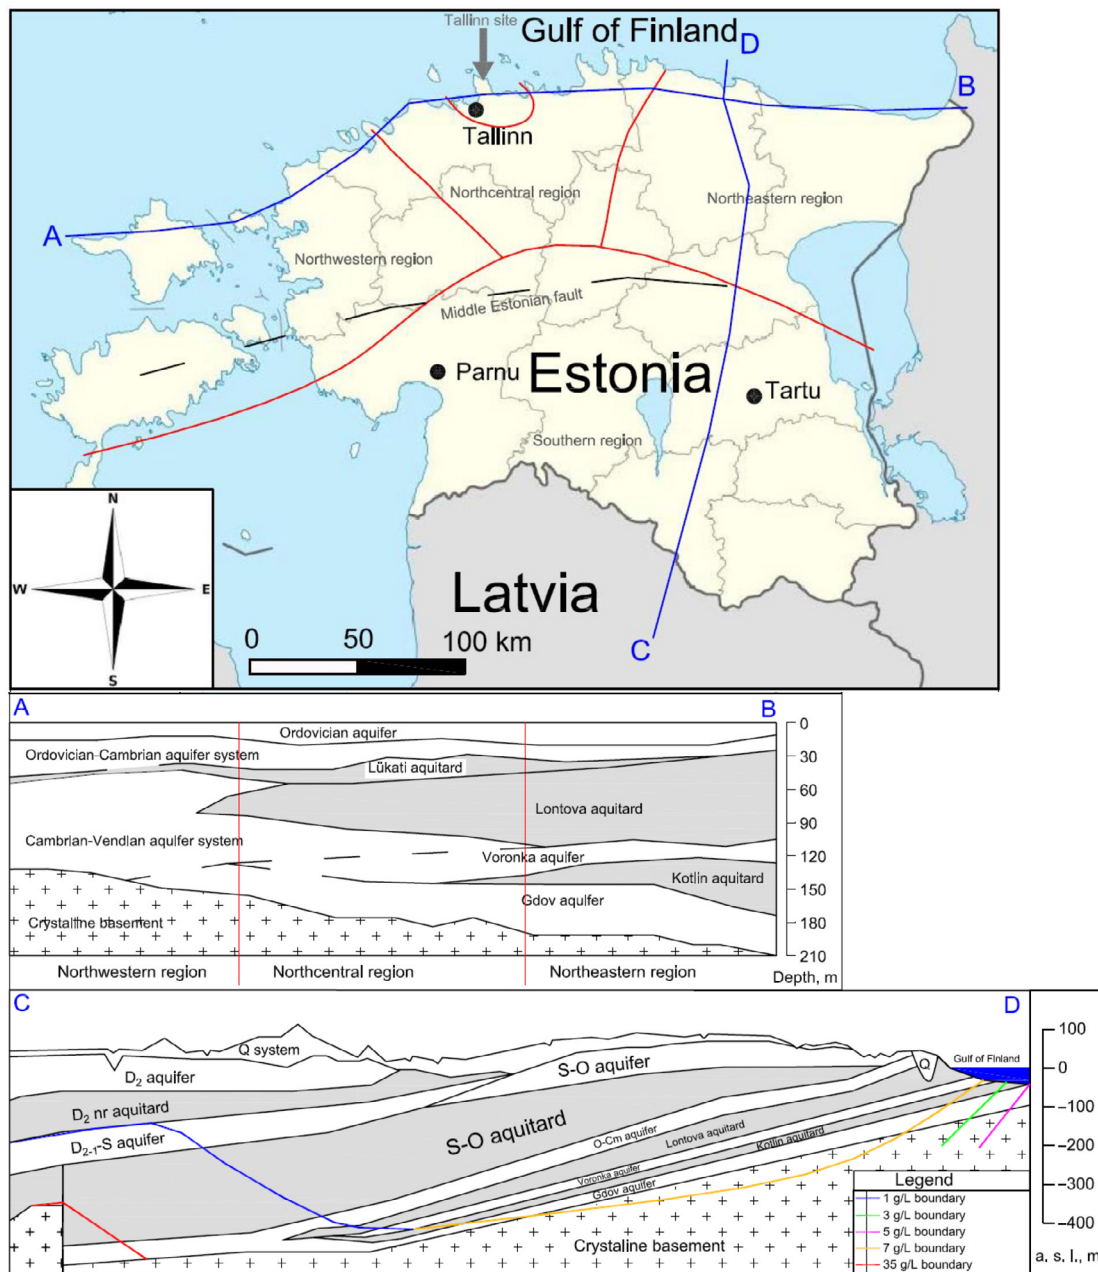 Tallinn site
Gulf of Finland
D
B
Tallinn
Northcentral region
Northeastern region
A
Northwestern region
Middle Estonian fault
Parnu
Estonia
Tartu
Southern region
N
W E
S
Latvia
0 50 100 km
C
A B
Ordovician aquifer
0
Ordovician-Cambrian aquifer system
30
Lükati aquitard
60
Lontova aquitard
90
Cambrian-Vendian aquifer system
Voronka aquifer
120
Kotlin aquitard
150
Gdov aquifer
Crystalline basement
180
210
Northwestern region Northcentral region Northeastern region Depth, m
C D
100
Q system
Gulf of Finland
S-O aquifer
Q
0
D2 aquifer
D2 nr aquitard
−100
S-O aquitard
O-Cm aquifer
Lontova aquitard
Kotlin aquitard
D2-1-S aquifer
−200
Voronka aquifer
Gdov aquifer
Legend
1 g/L boundary
−300
3 g/L boundary
5 g/L boundary
−400
Crystaline basement
7 g/L boundary
35 g/L boundary
a. s. l., m